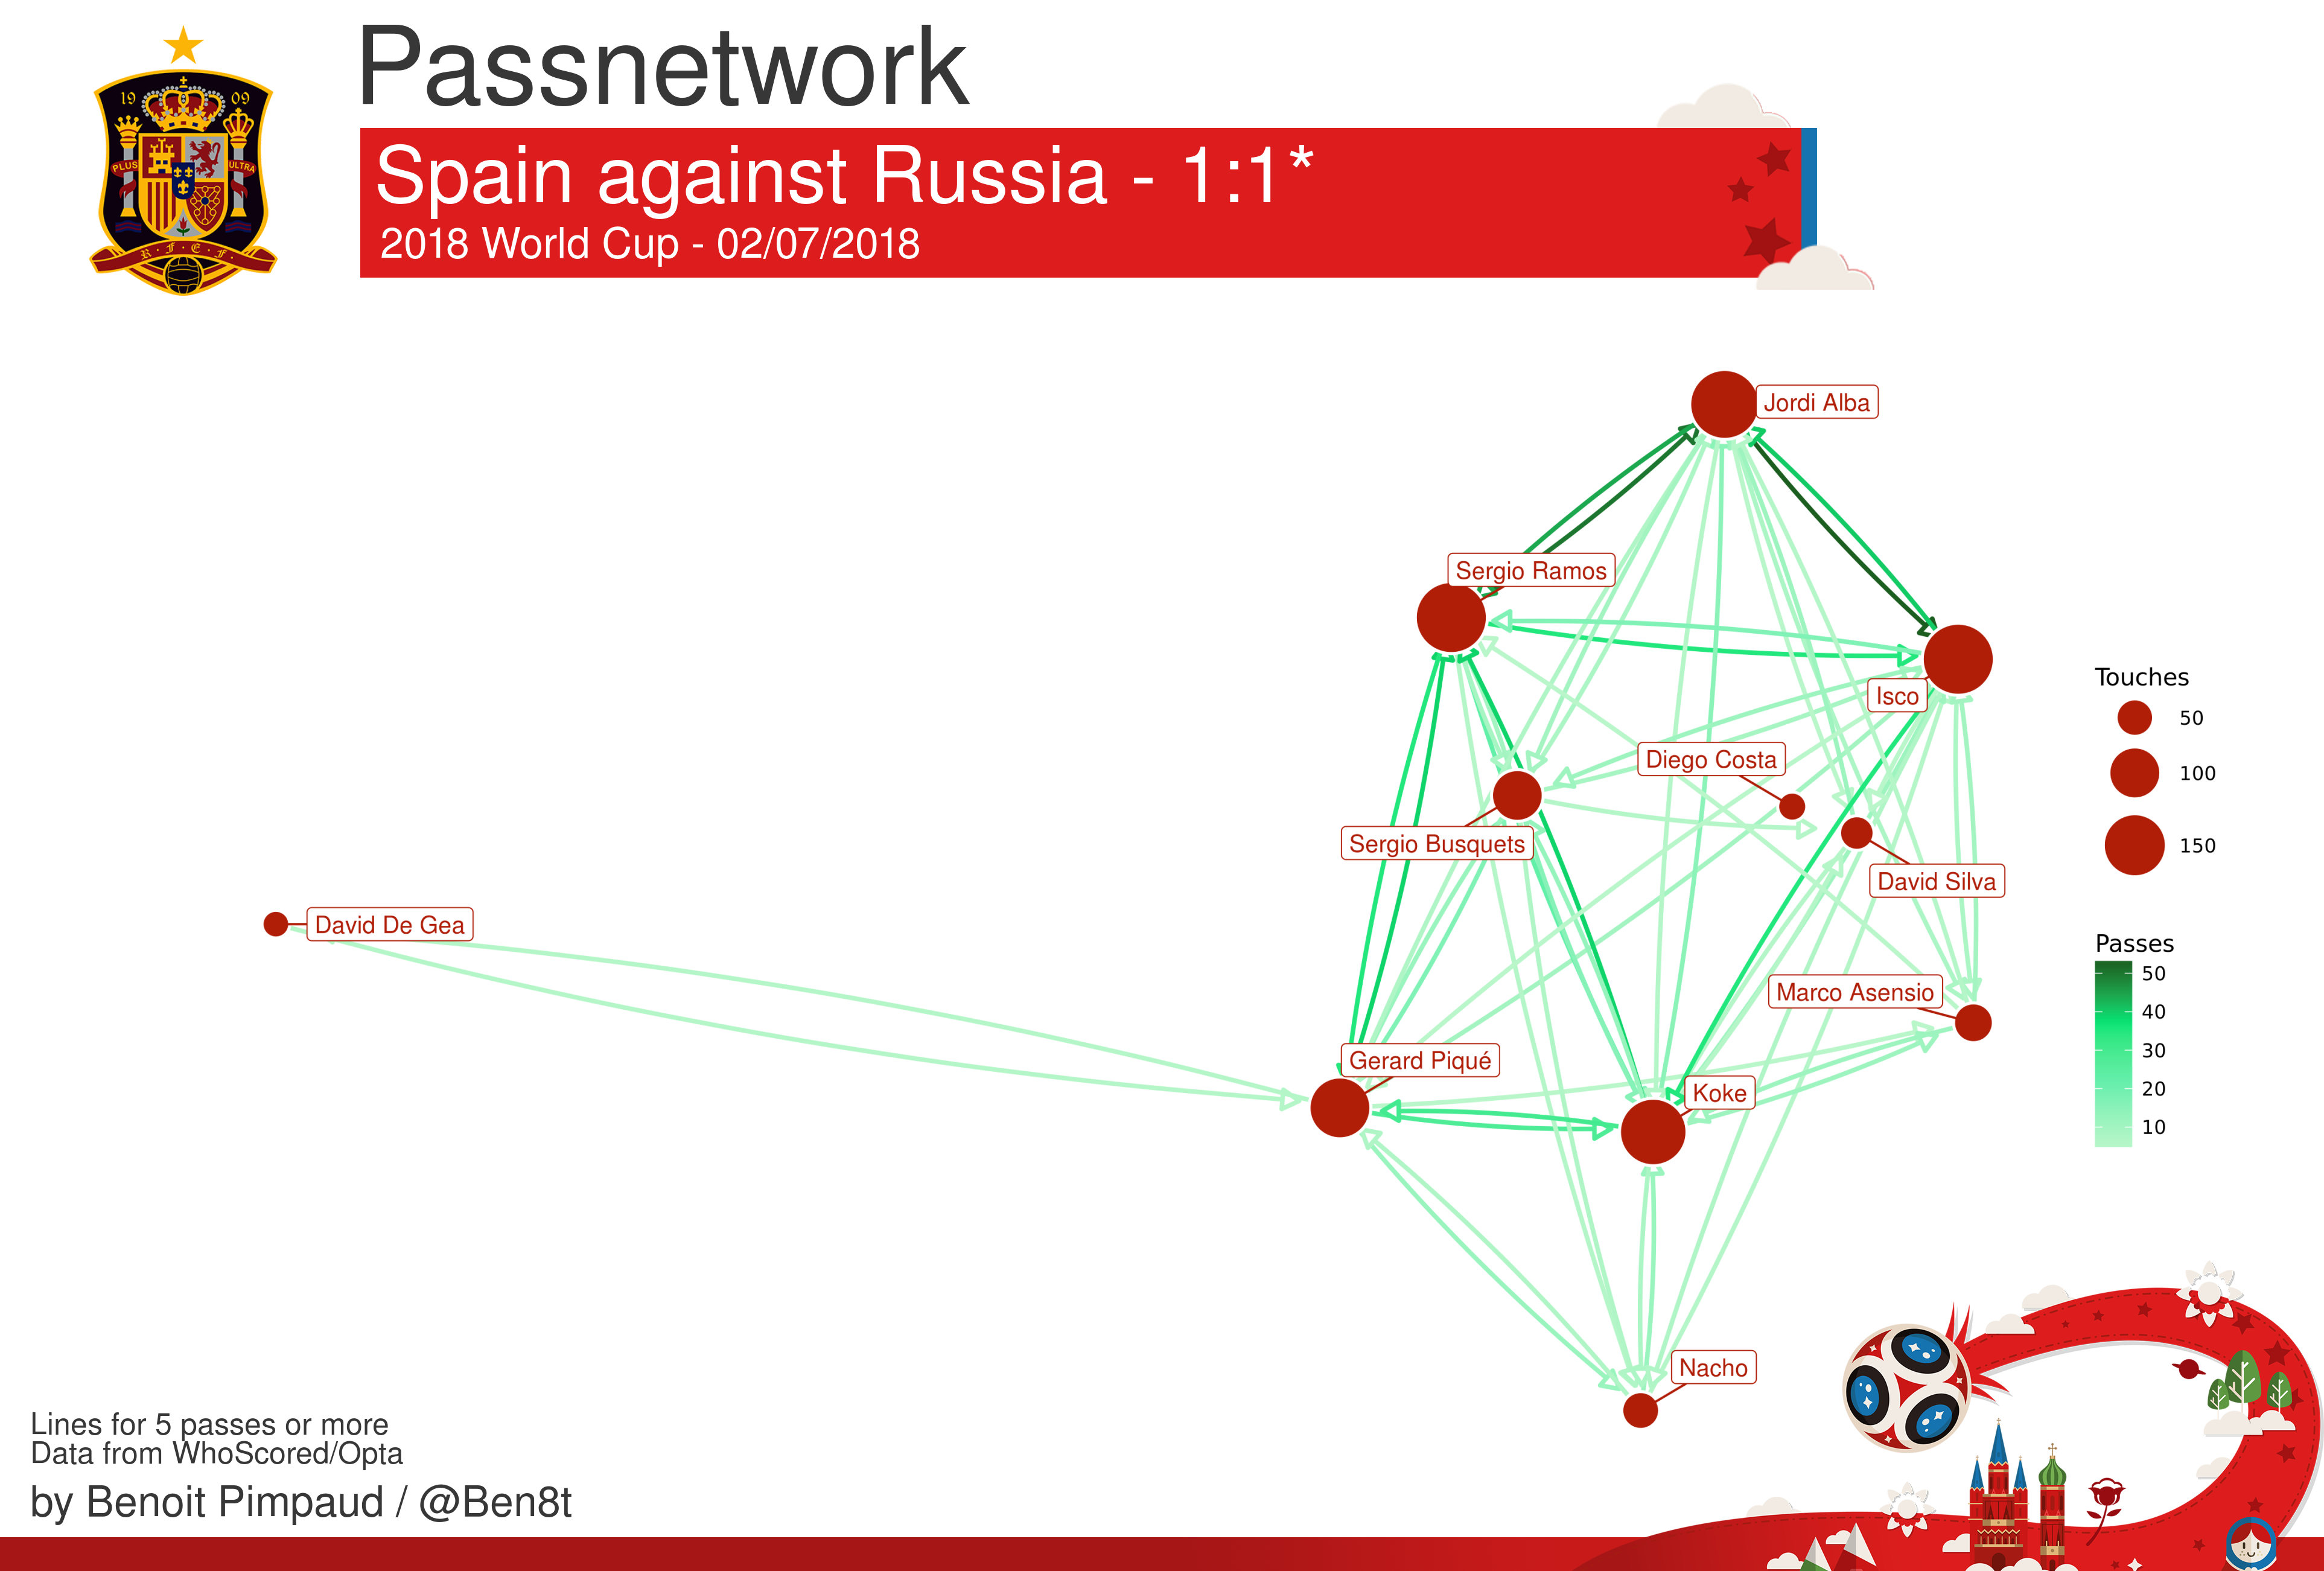 19 09
PLUS ULTRA
R · F · E · F ·
Passnetwork
Spain against Russia - 1:1*
2018 World Cup - 02/07/2018
Jordi Alba
Sergio Ramos
Isco
Diego Costa
Sergio Busquets
David Silva
David De Gea
Marco Asensio
Gerard Piqué
Koke
Nacho
Touches
50
100
150
Passes
50
40
30
20
10
Lines for 5 passes or more
Data from WhoScored/Opta
by Benoit Pimpaud / @Ben8t